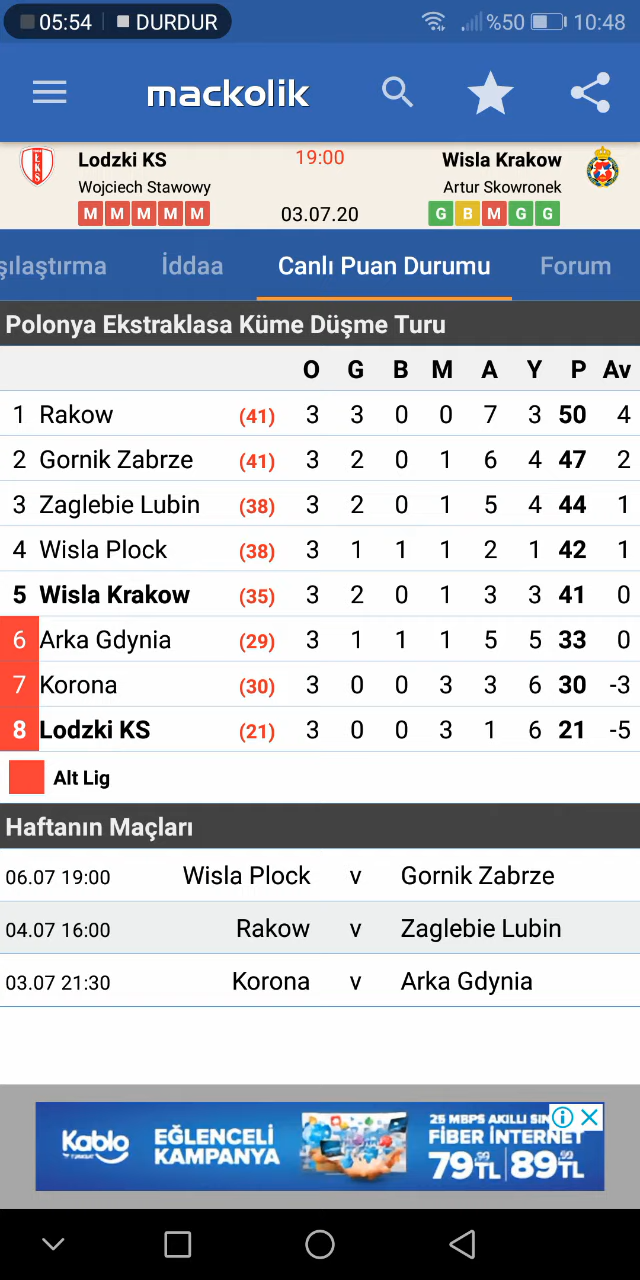 05:54 DURDUR %50 10:48
mackolik
Lodzki KS 19:00 Wisla Krakow
Wojciech Stawowy Artur Skowronek
M M M M M 03.07.20 G B M G G
şılaştırma İddaa Canlı Puan Durumu Forum
Polonya Ekstraklasa Küme Düşme Turu
O G B M A Y P Av
1 Rakow (41) 3 3 0 0 7 3 50 4
2 Gornik Zabrze (41) 3 2 0 1 6 4 47 2
3 Zaglebie Lubin (38) 3 2 0 1 5 4 44 1
4 Wisla Plock (38) 3 1 1 1 2 1 42 1
5 Wisla Krakow (35) 3 2 0 1 3 3 41 0
6 Arka Gdynia (29) 3 1 1 1 5 5 33 0
7 Korona (30) 3 0 0 3 3 6 30 -3
8 Lodzki KS (21) 3 0 0 3 1 6 21 -5
Alt Lig
Haftanın Maçları
06.07 19:00 Wisla Plock v Gornik Zabrze
04.07 16:00 Rakow v Zaglebie Lubin
03.07 21:30 Korona v Arka Gdynia
Kablo
EĞLENCELİ
KAMPANYA
25 MBPS AKILLI SIN
FİBER İNTERNET
79TL 89TL